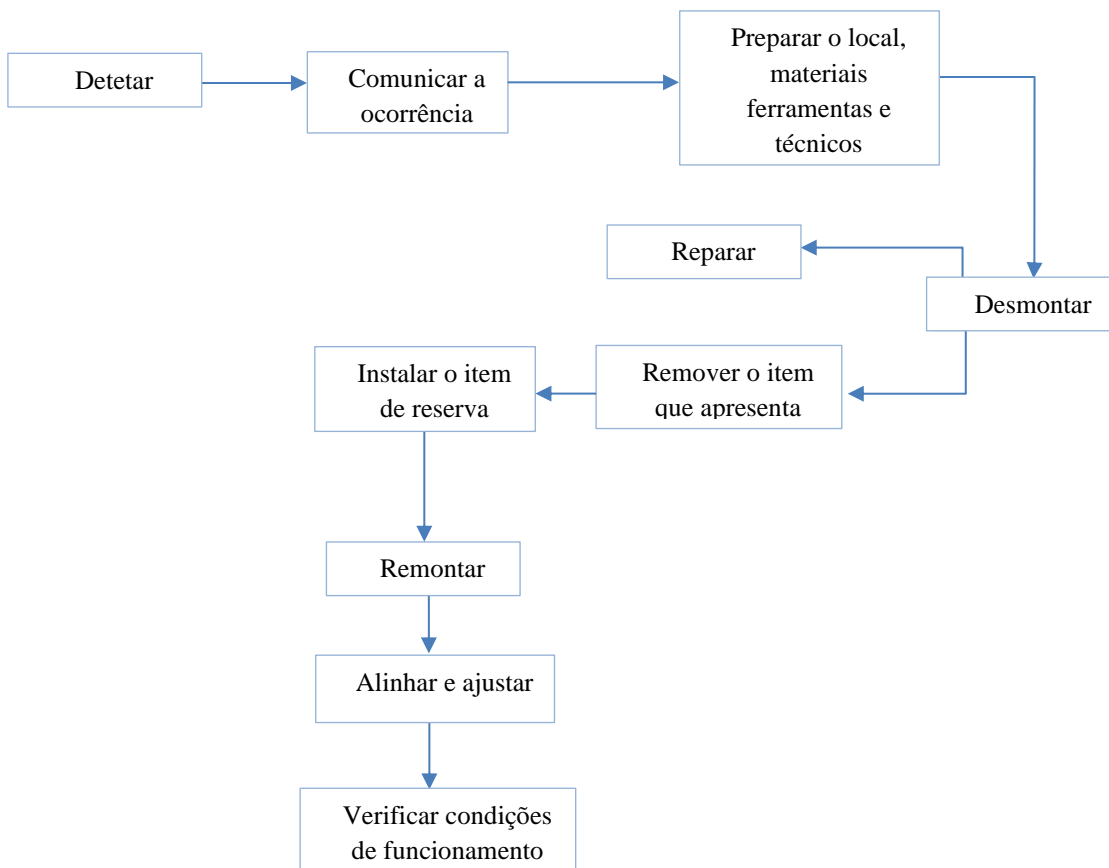 Detetar
Comunicar a
ocorrência
Preparar o local,
materiais
ferramentas e
técnicos
Reparar
Desmontar
Remover o item
que apresenta
Instalar o item
de reserva
Remontar
Alinhar e ajustar
Verificar condições
de funcionamento